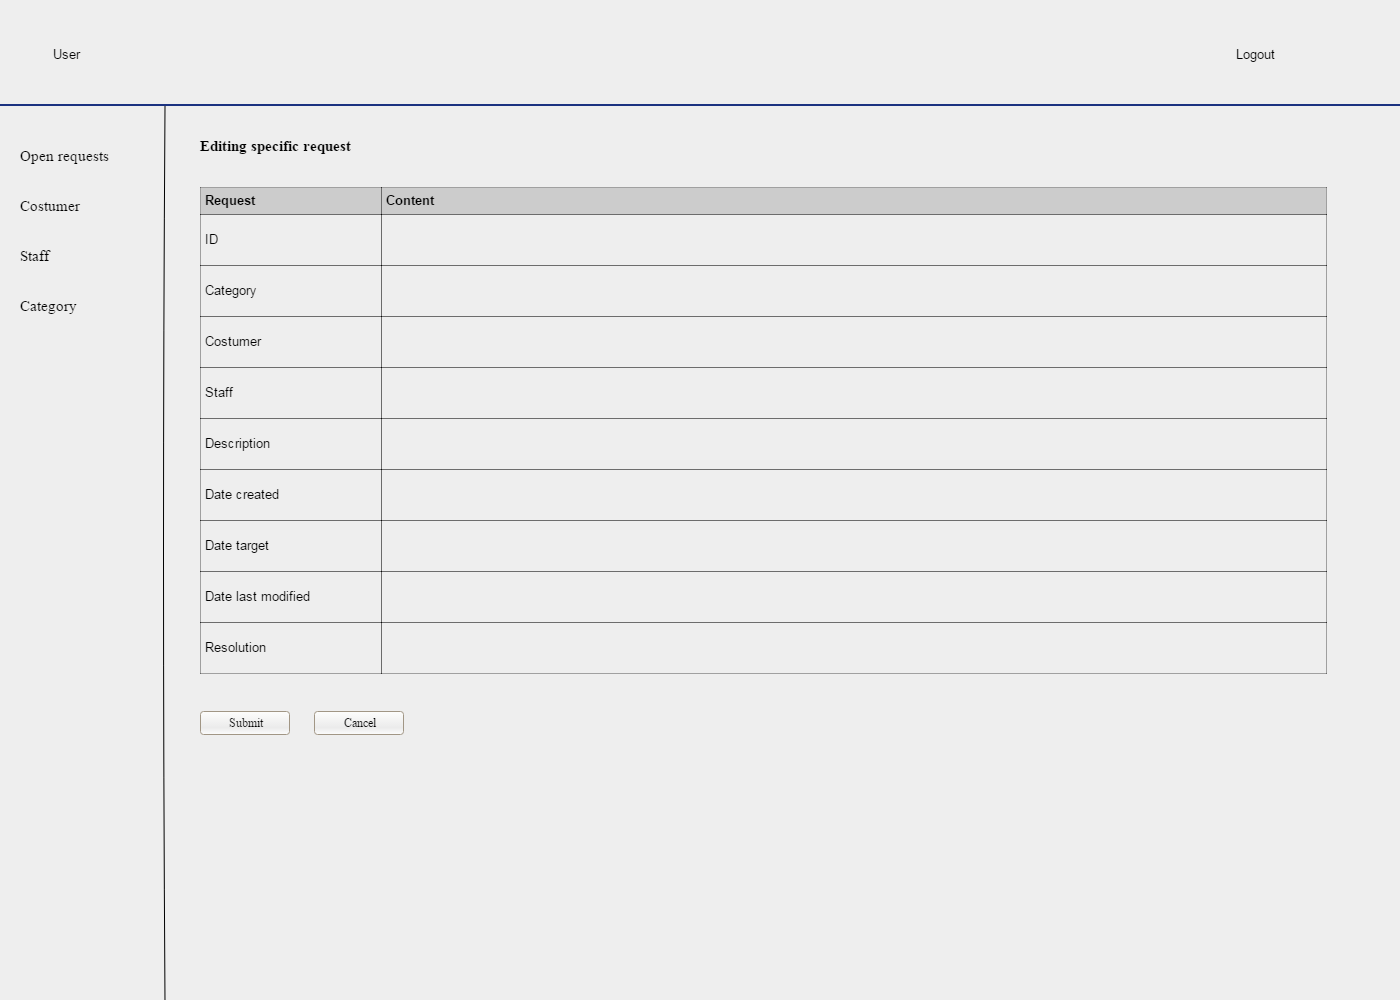 User
Logout
Open requests
Costumer
Staff
Category
Editing specific request
Request Content
ID
Category
Costumer
Staff
Description
Date created
Date target
Date last modified
Resolution
Submit Cancel